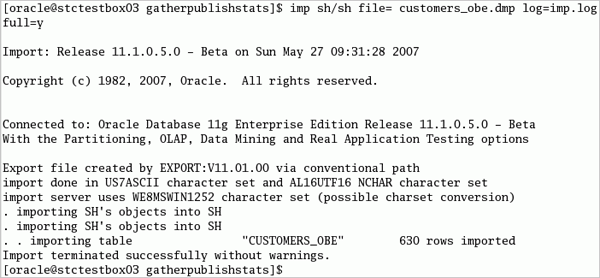 [oracle@stctestbox03 gatherpublishstats]$ imp sh/sh file= customers_obe.dmp log=imp.log
full=y
Import: Release 11.1.0.5.0 – Beta on Sun May 27 09:31:28 2007
Copyright (c) 1982, 2007, Oracle.  All rights reserved.
Connected to: Oracle Database 11g Enterprise Edition Release 11.1.0.5.0 – Beta
With the Partitioning, OLAP, Data Mining and Real Application Testing options
Export file created by EXPORT:V11.01.00 via conventional path
import done in US7ASCII character set and AL16UTF16 NCHAR character set
import server uses WE8MSWIN1252 character set (possible charset conversion)
. importing SH's objects into SH
. importing SH's objects into SH
. . importing table "CUSTOMERS_OBE" 630 rows imported
Import terminated successfully without warnings.
[oracle@stctestbox03 gatherpublishstats]$